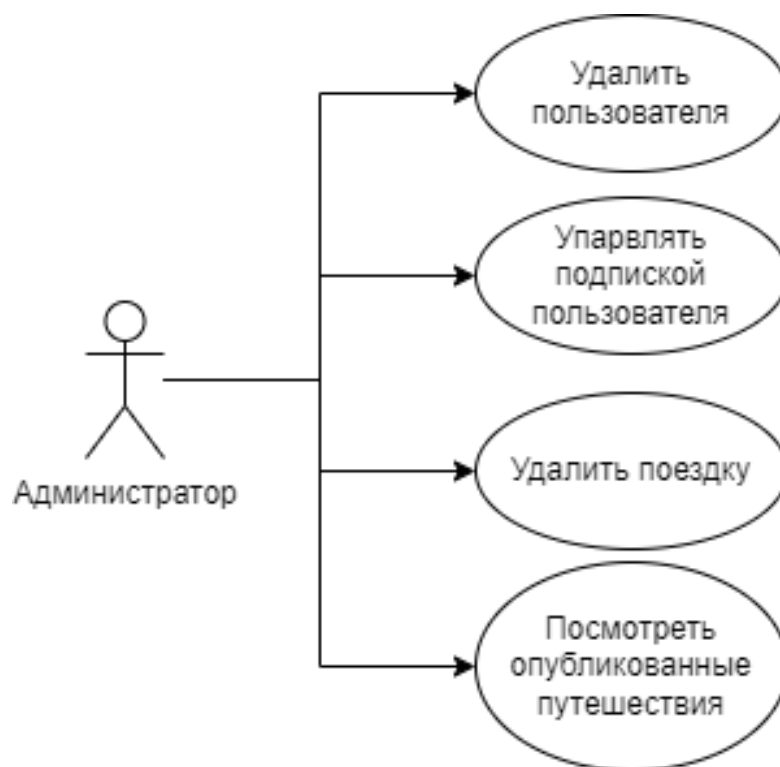 Удалить
пользователя
Упарвлять
подпиской
пользователя
Администратор
Удалить поездку
Посмотреть
опубликованные
путешествия